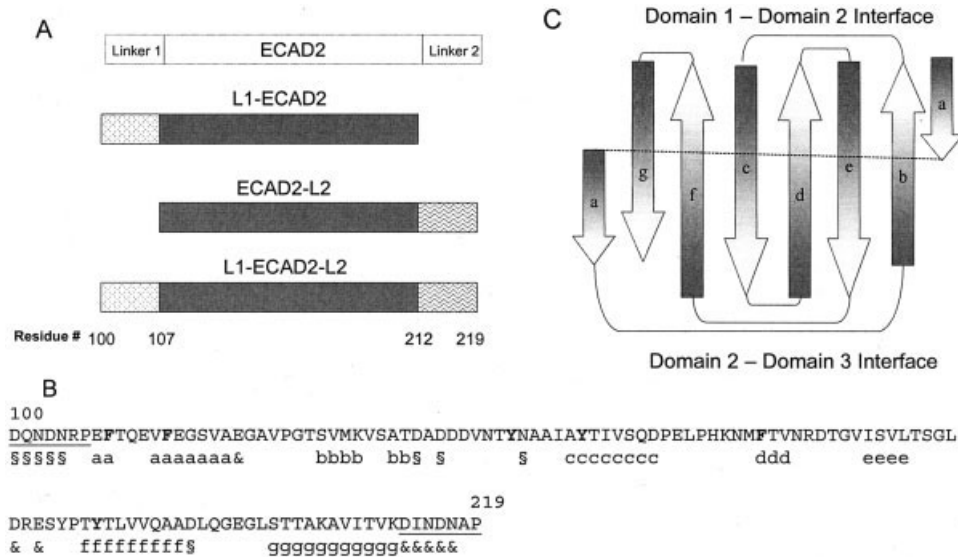 A
Linker 1 ECAD2 Linker 2
L1-ECAD2
ECAD2-L2
L1-ECAD2-L2
Residue # 100 107 212 219
C
Domain 1 – Domain 2 Interface
a g f c d e b a
Domain 2 – Domain 3 Interface
B
100
DQNDNRPEFTQEVFEGSVAEGAVPGTSVMKVSATDADDDVNTYNAAIAYTIVSQDPELPHKNMFTVNRDTGVISVLTSGL
§§§§§ aa aaaaaaa& bbbb bb§ § § cccccccc ddd eeee
219
DRESYPTYTLVVQAADLQGEGLSTTAKAVITVKDINDNAP
& & fffffffff§ ggggggggggg&&&&&